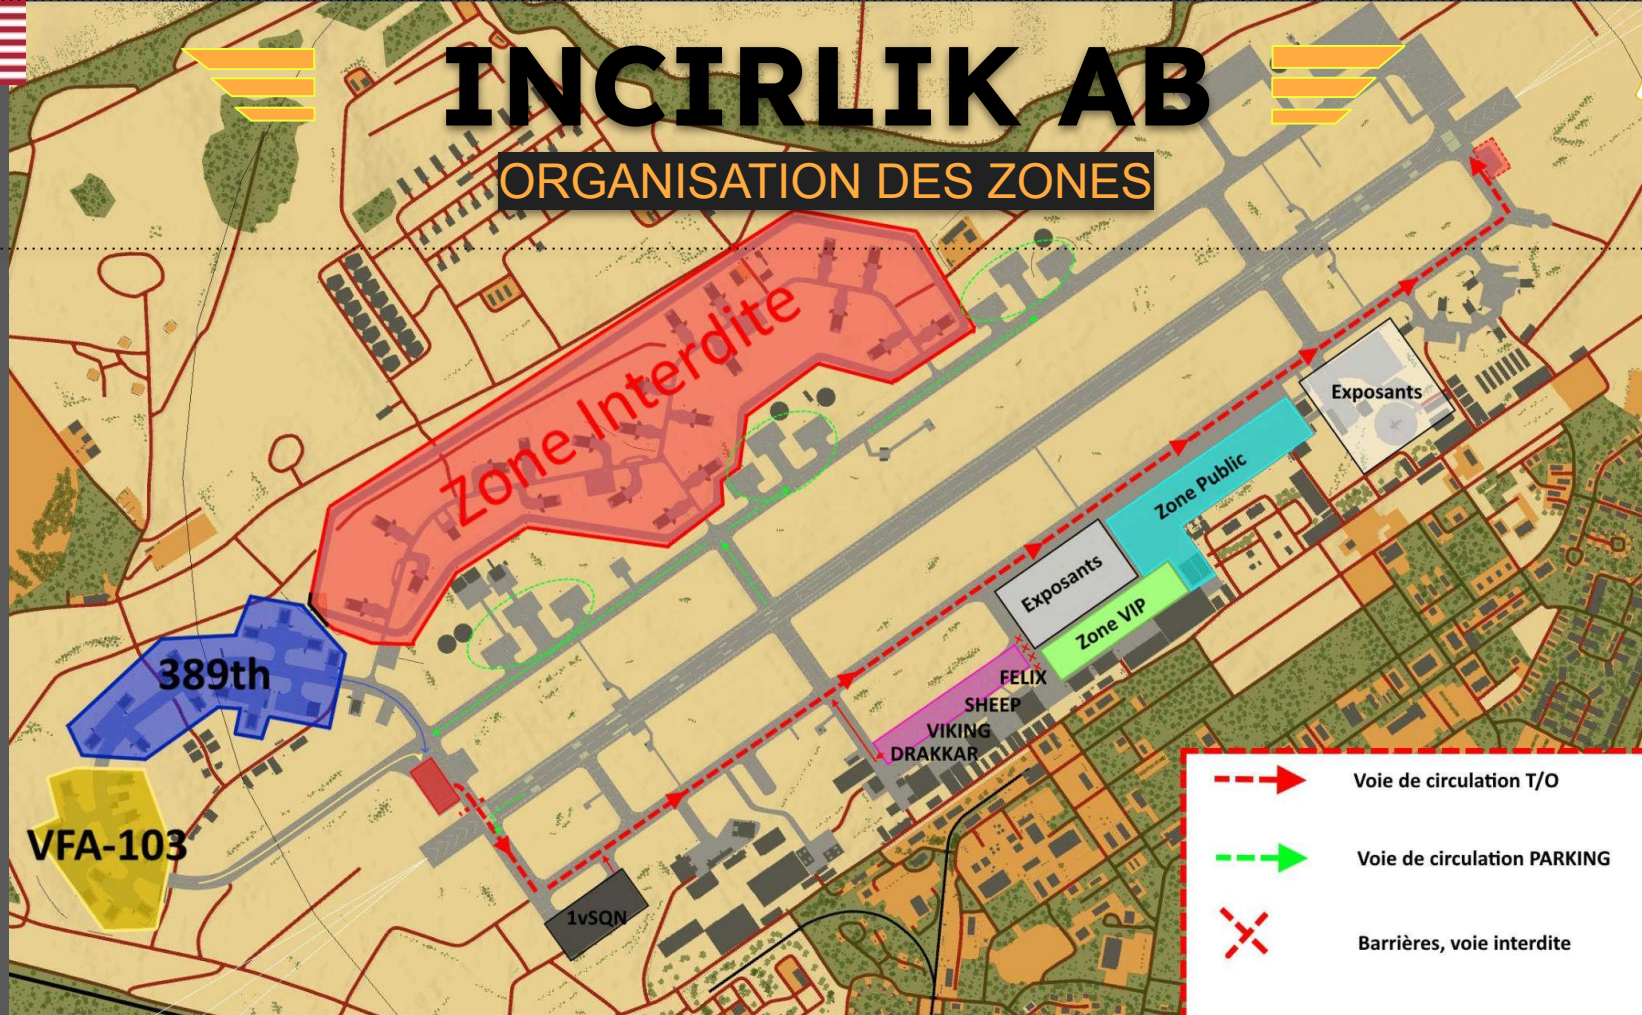 INCIRLIK AB
ORGANISATION DES ZONES
Zone Interdite
Exposants
Zone Public
Exposants
Zone VIP
389th
FELIX
SHEEP
VIKING
DRAKKAR
VFA-103
1vSQN
Voie de circulation T/O
Voie de circulation PARKING
Barrières, voie interdite